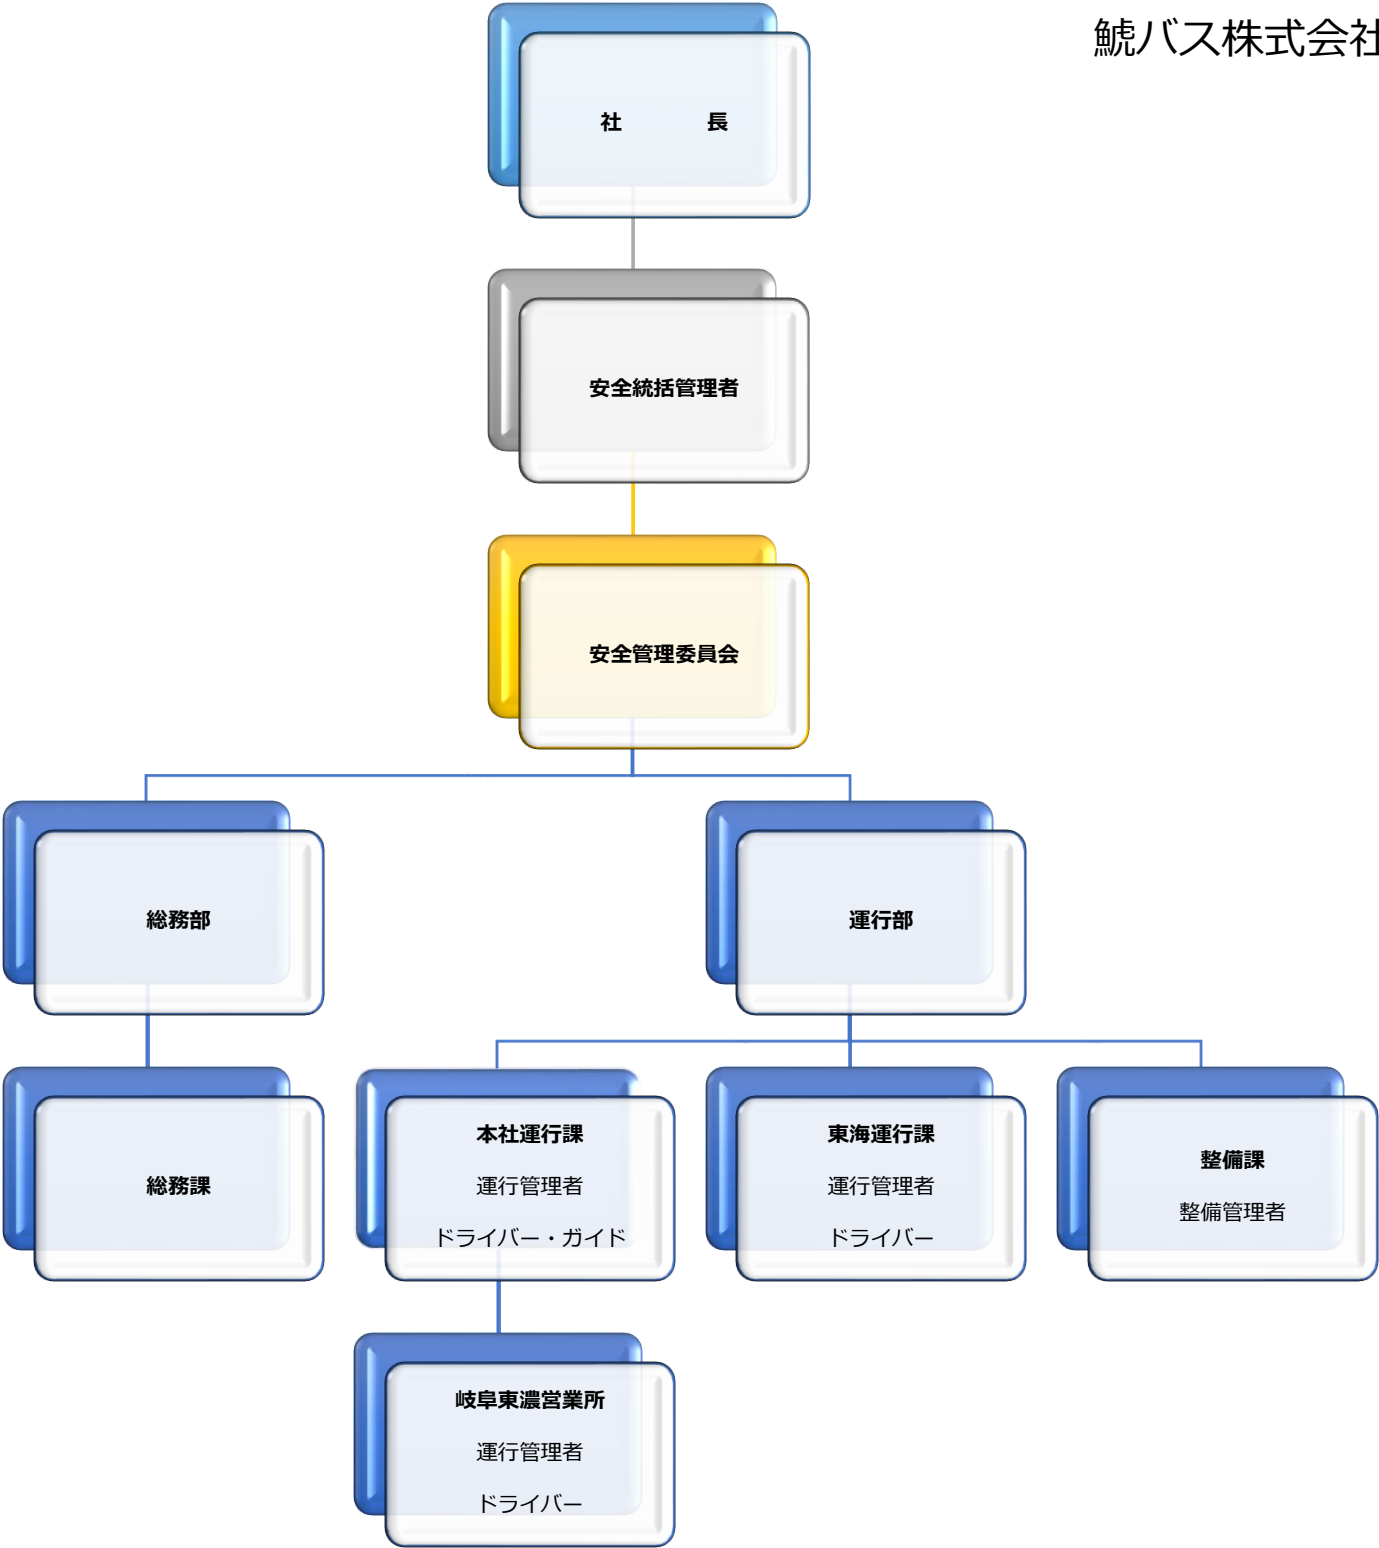 鯱バス株式会社
社　　　　長
安全統括管理者
安全管理委員会
総務部
運行部
総務課
本社運行課
運行管理者
ドライバー・ガイド
東海運行課
運行管理者
ドライバー
整備課
整備管理者
岐阜東濃営業所
運行管理者
ドライバー